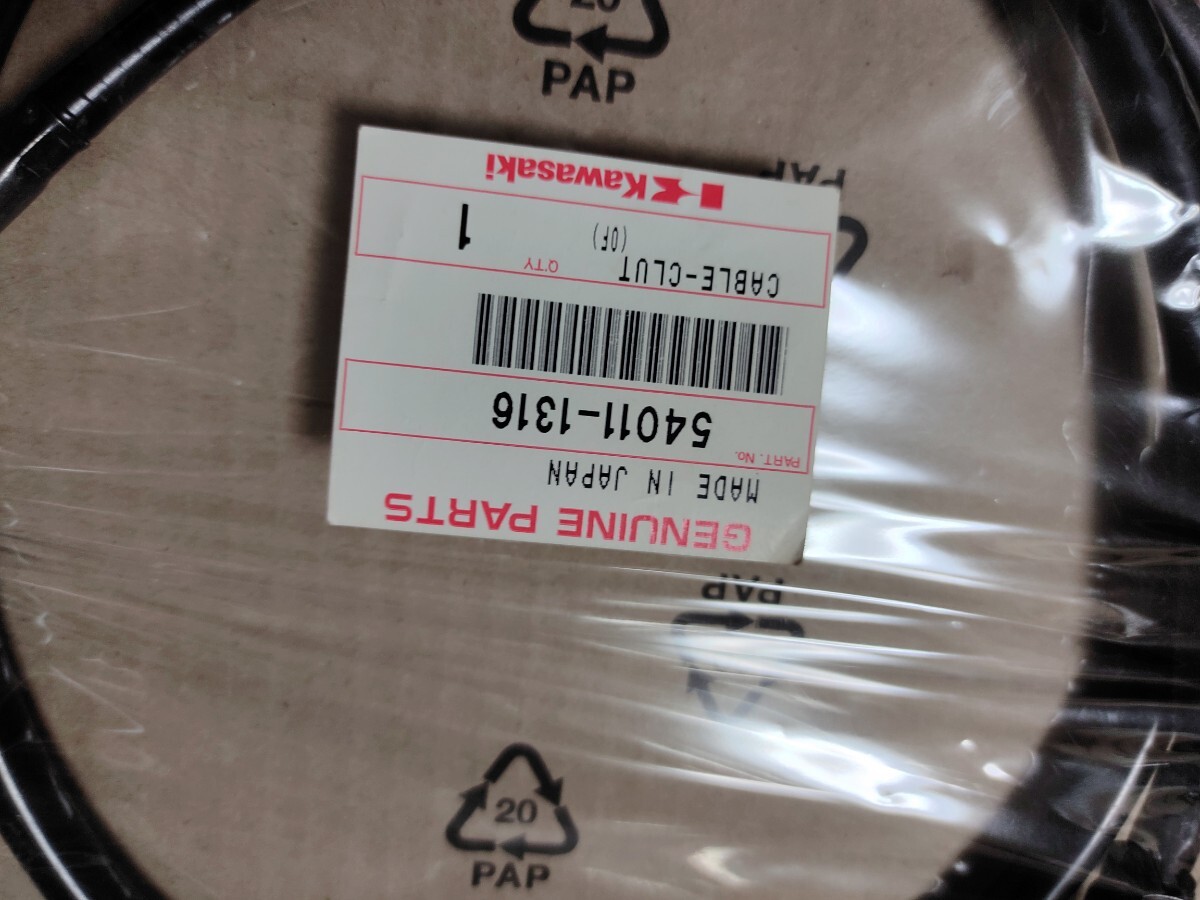 20
PAP
PAP
GENUINE PARTS
MADE IN JAPAN
PART. No.
54011-1316
CABLE-CLUT
Q'TY
(OF)
1
Kawasaki
PAP
20
PAP